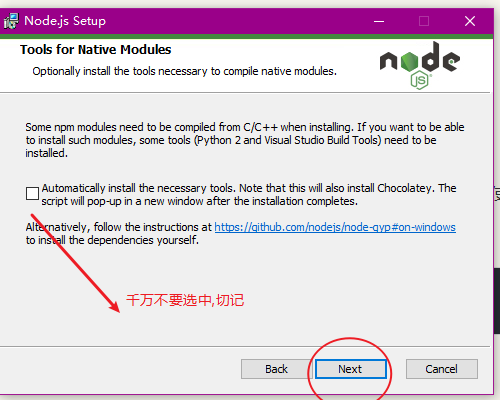 Node.js Setup
Tools for Native Modules
Optionally install the tools necessary to compile native modules.
node
JS
Some npm modules need to be compiled from C/C++ when installing. If you want to be able
to install such modules, some tools (Python 2 and Visual Studio Build Tools) need to be
installed.
Automatically install the necessary tools. Note that this will also install Chocolatey. The
script will pop-up in a new window after the installation completes.
Alternatively, follow the instructions at https://github.com/nodejs/node-gyp#on-windows
to install the dependencies yourself.
千万不要选中,切记
Back Next Cancel